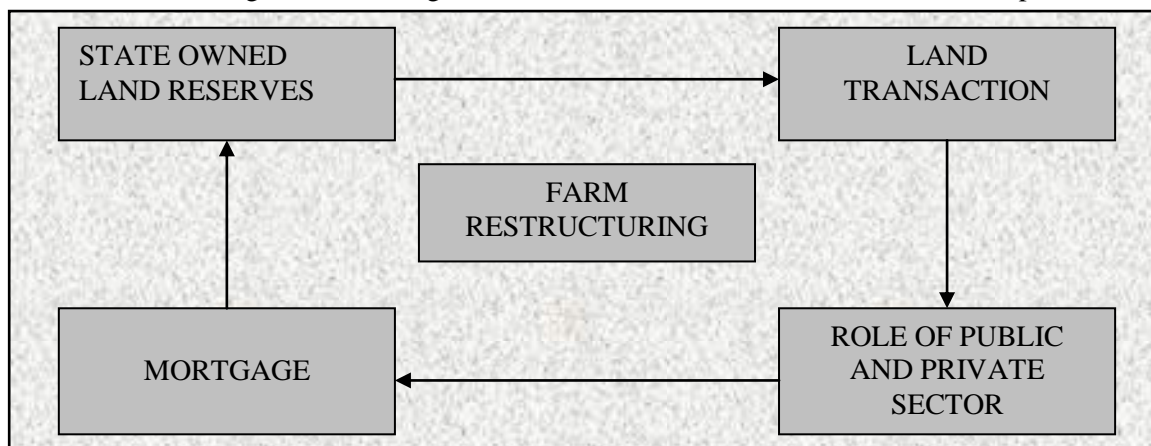 STATE OWNED
LAND RESERVES
LAND
TRANSACTION
FARM
RESTRUCTURING
MORTGAGE
ROLE OF PUBLIC
AND PRIVATE
SECTOR